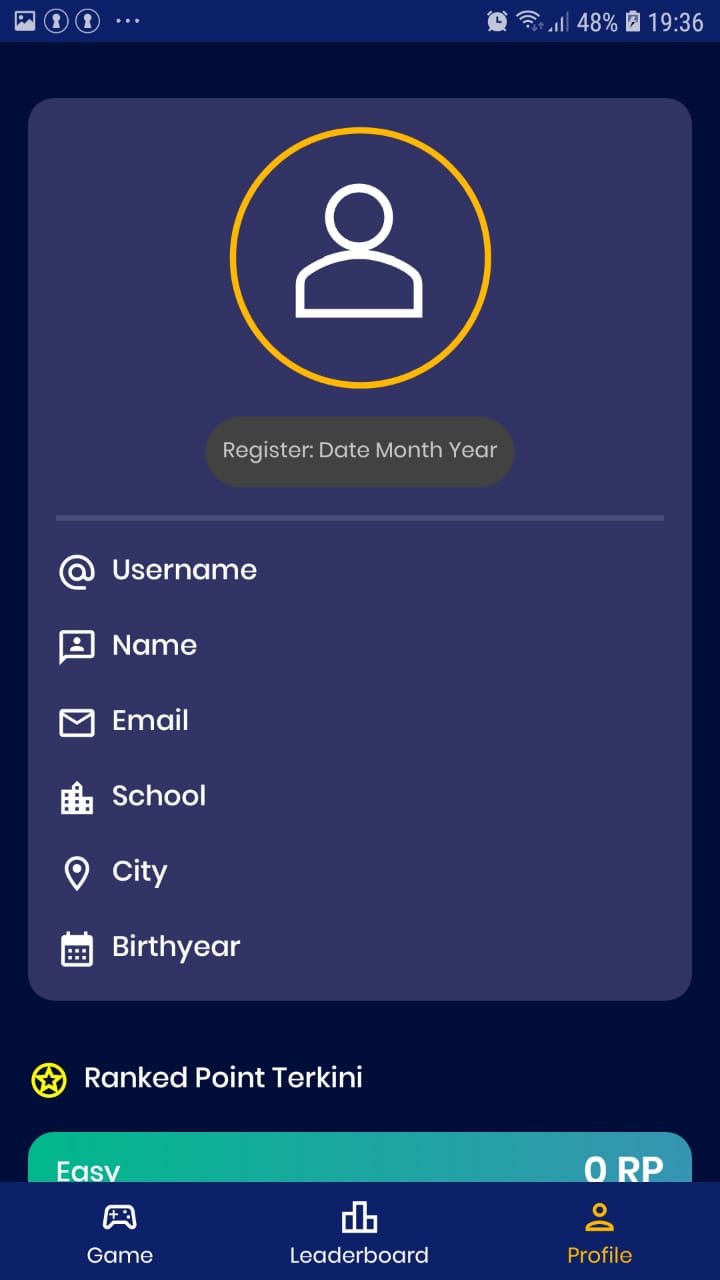 48% 19:36
Register: Date Month Year
Username
Name
Email
School
City
Birthyear
Ranked Point Terkini
Easy 0 RP
Game Leaderboard Profile